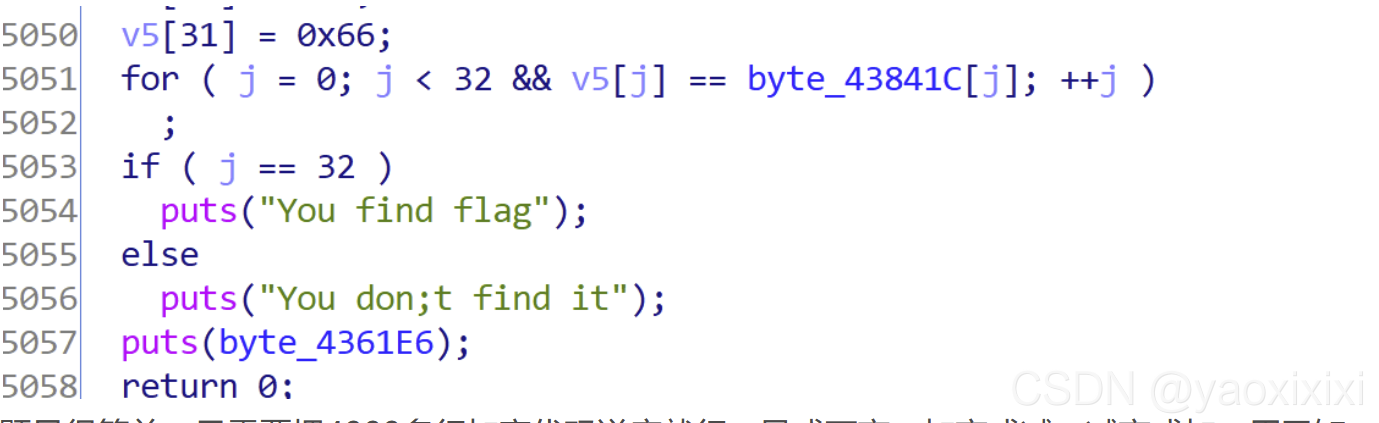 5050 v5[31] = 0x66;
5051 for ( j = 0; j < 32 && v5[j] == byte_43841C[j]; ++j )
5052 ;
5053 if ( j == 32 )
5054 puts("You find flag");
5055 else
5056 puts("You don;t find it");
5057 puts(byte_4361E6);
5058 return 0;
CSDN @yaoxixixi